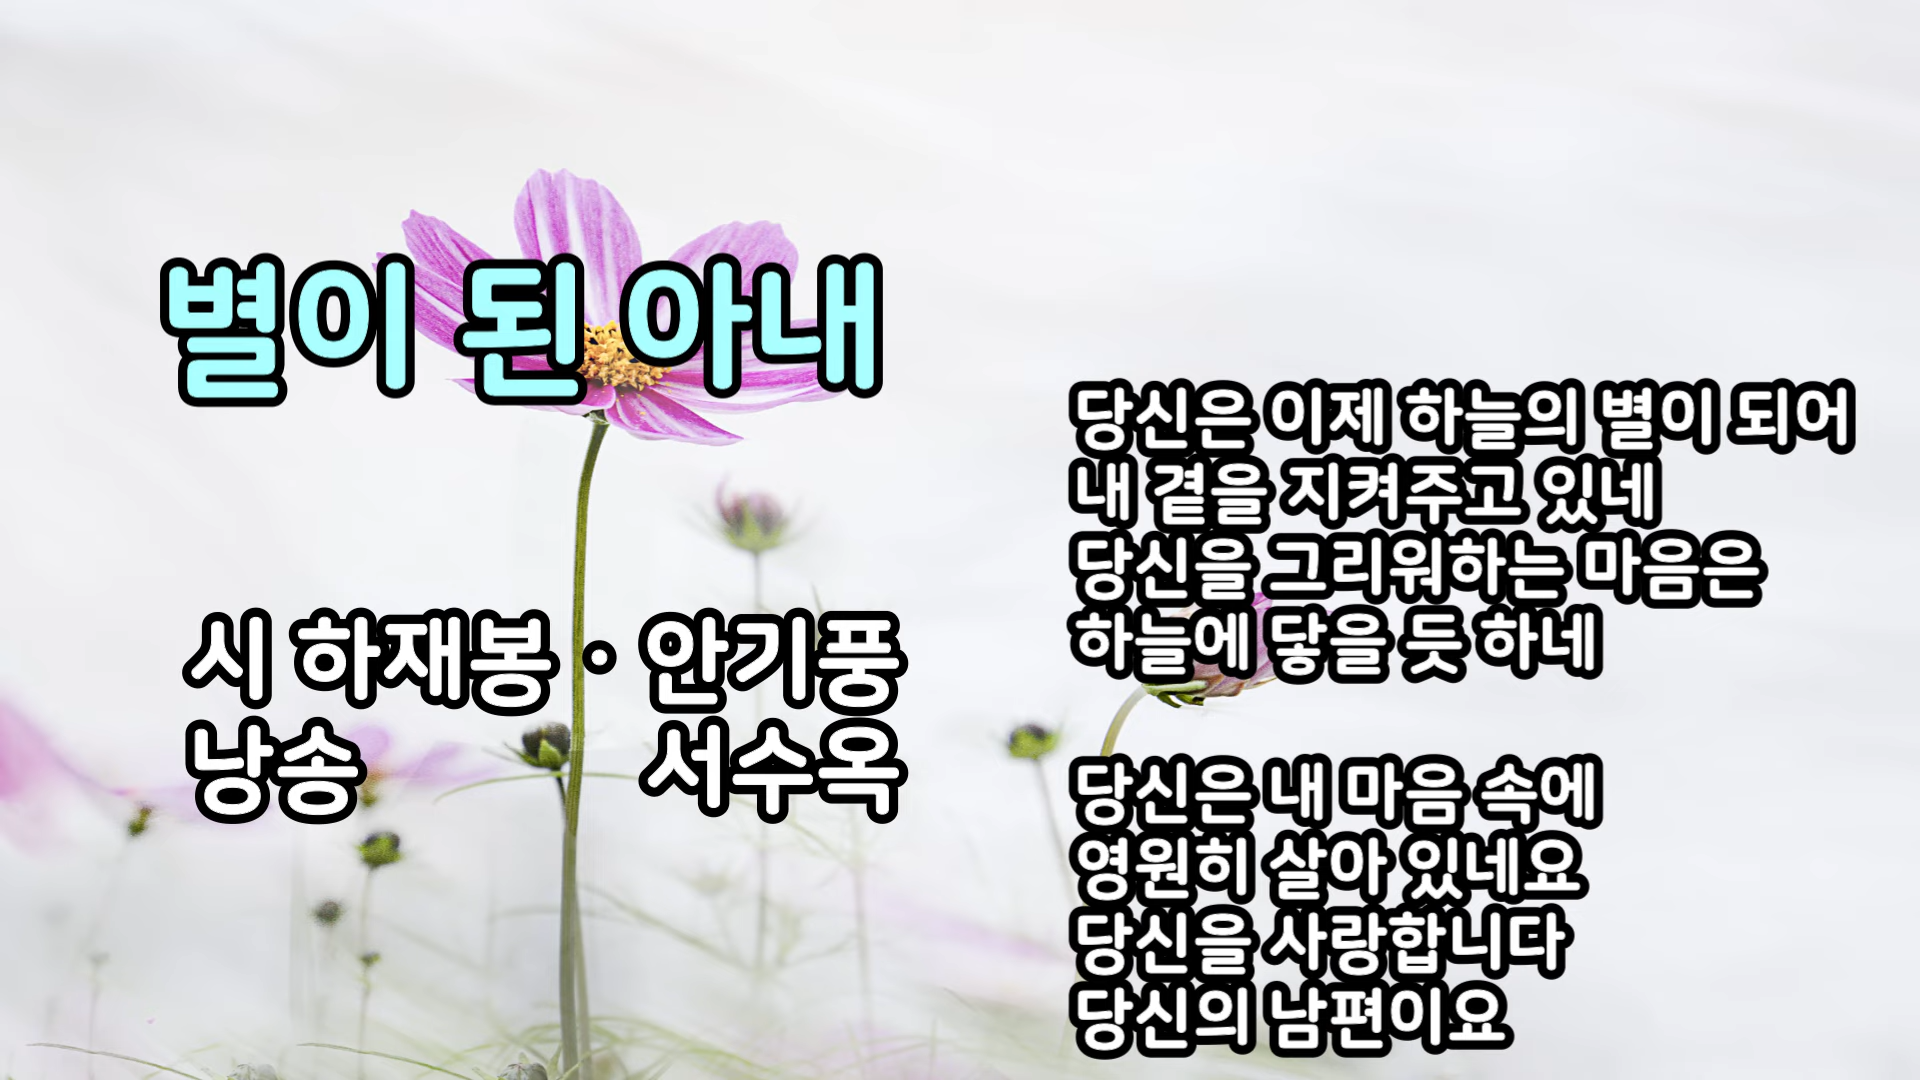 별이 된 아내
시 하재봉 · 안기풍
낭송 서수옥
당신은 이제 하늘의 별이 되어
내 곁을 지켜주고 있네
당신을 그리워하는 마음은
하늘에 닿을 듯 하네
당신은 내 마음 속에
영원히 살아 있네요
당신을 사랑합니다
당신의 남편이요